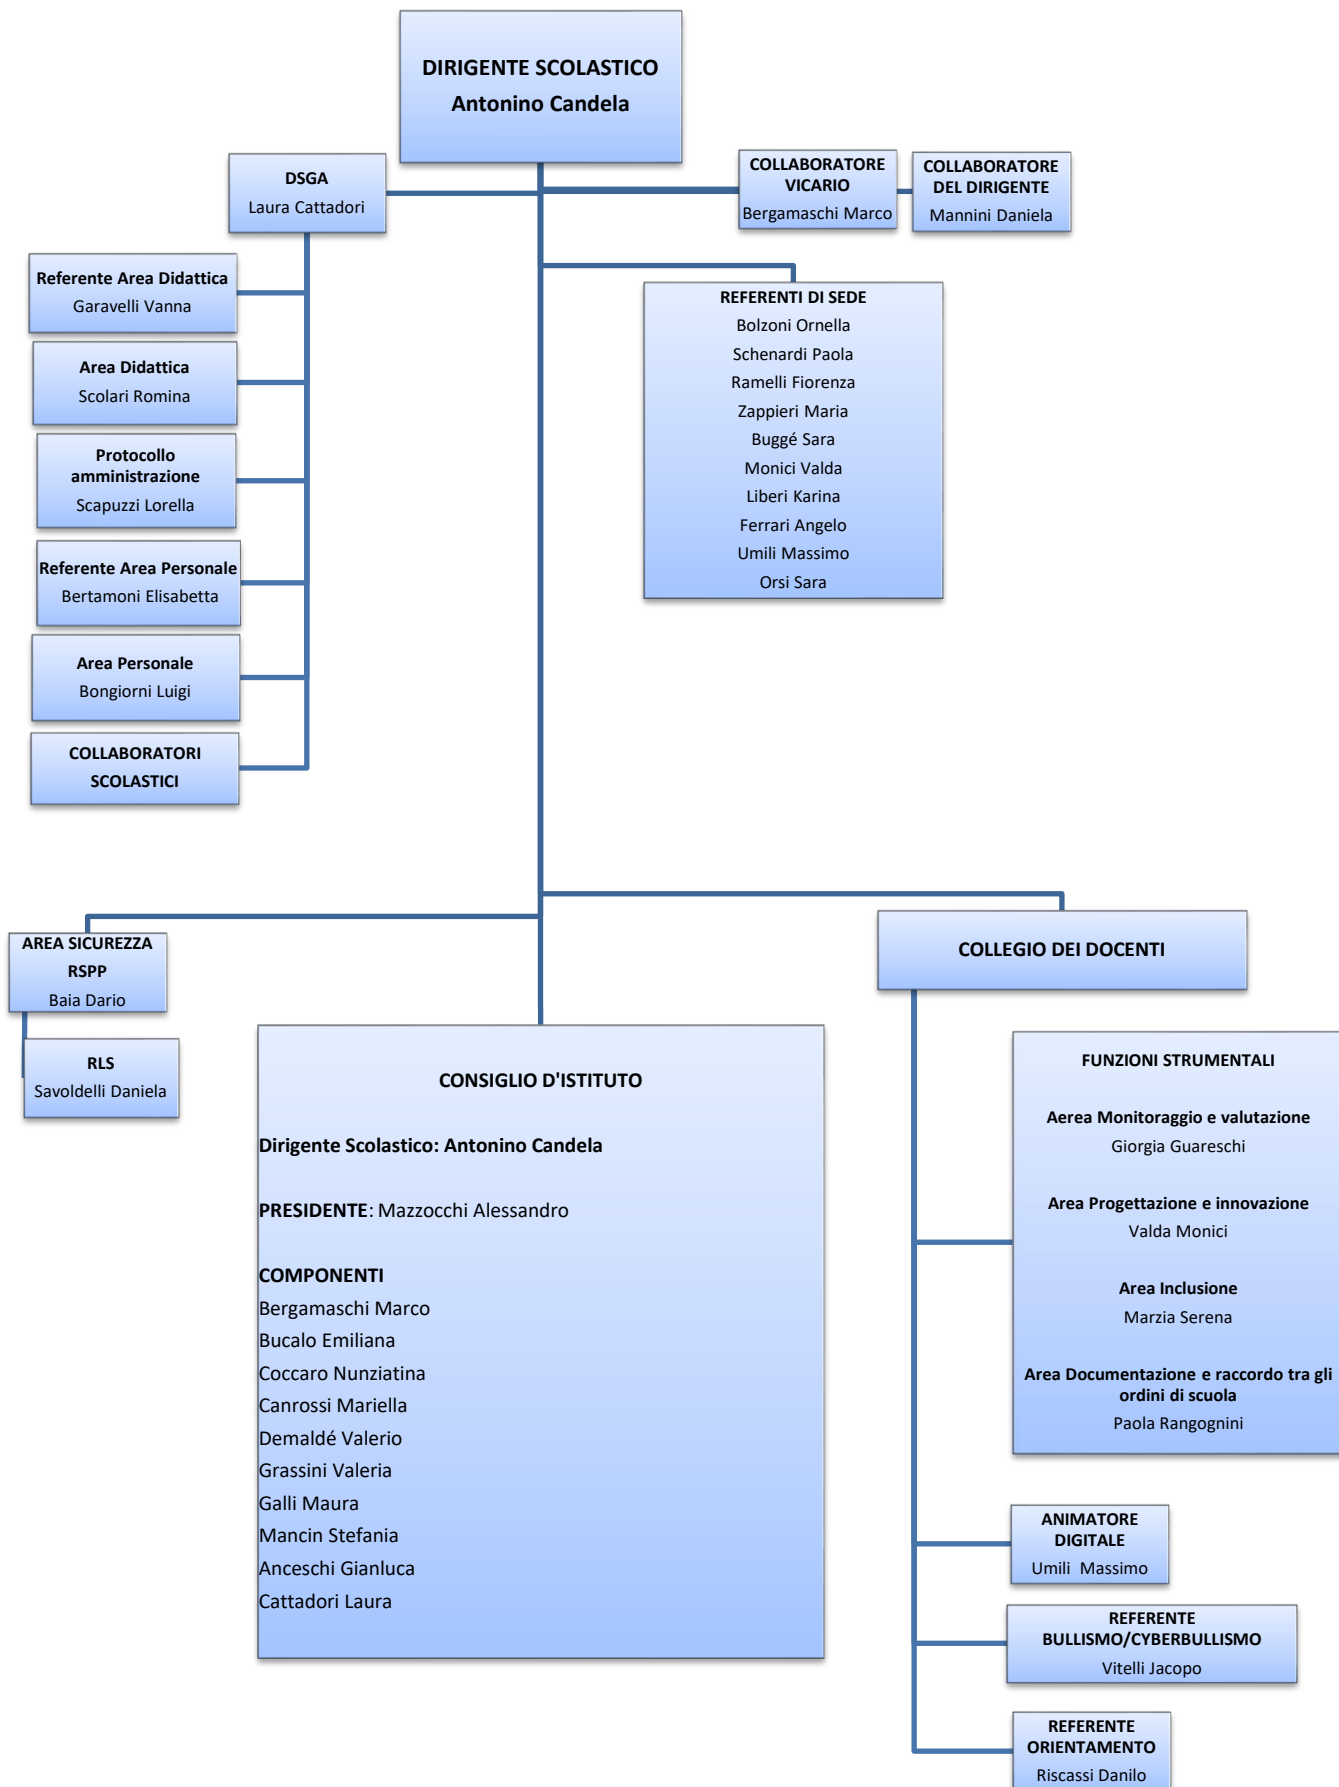 DIRIGENTE SCOLASTICO
Antonino Candela
DSGA
Laura Cattadori
COLLABORATORE
VICARIO
Bergamaschi Marco
COLLABORATORE
DEL DIRIGENTE
Mannini Daniela
Referente Area Didattica
Garavelli Vanna
Area Didattica
Scolari Romina
Protocollo
amministrazione
Scapuzzi Lorella
Referente Area Personale
Bertamoni Elisabetta
Area Personale
Bongiorni Luigi
COLLABORATORI
SCOLASTICI
REFERENTI DI SEDE
Bolzoni Ornella
Schenardi Paola
Ramelli Fiorenza
Zappieri Maria
Buggé Sara
Monici Valda
Liberi Karina
Ferrari Angelo
Umili Massimo
Orsi Sara
AREA SICUREZZA
RSPP
Baia Dario
RLS
Savoldelli Daniela
CONSIGLIO D'ISTITUTO
Dirigente Scolastico: Antonino Candela
PRESIDENTE: Mazzocchi Alessandro
COMPONENTI
Bergamaschi Marco
Bucalo Emiliana
Coccaro Nunziatina
Canrossi Mariella
Demaldé Valerio
Grassini Valeria
Galli Maura
Mancin Stefania
Anceschi Gianluca
Cattadori Laura
COLLEGIO DEI DOCENTI
FUNZIONI STRUMENTALI
Aerea Monitoraggio e valutazione
Giorgia Guareschi
Area Progettazione e innovazione
Valda Monici
Area Inclusione
Marzia Serena
Area Documentazione e raccordo tra gli
ordini di scuola
Paola Rangognini
ANIMATORE
DIGITALE
Umili  Massimo
REFERENTE
BULLISMO/CYBERBULLISMO
Vitelli Jacopo
REFERENTE
ORIENTAMENTO
Riscassi Danilo